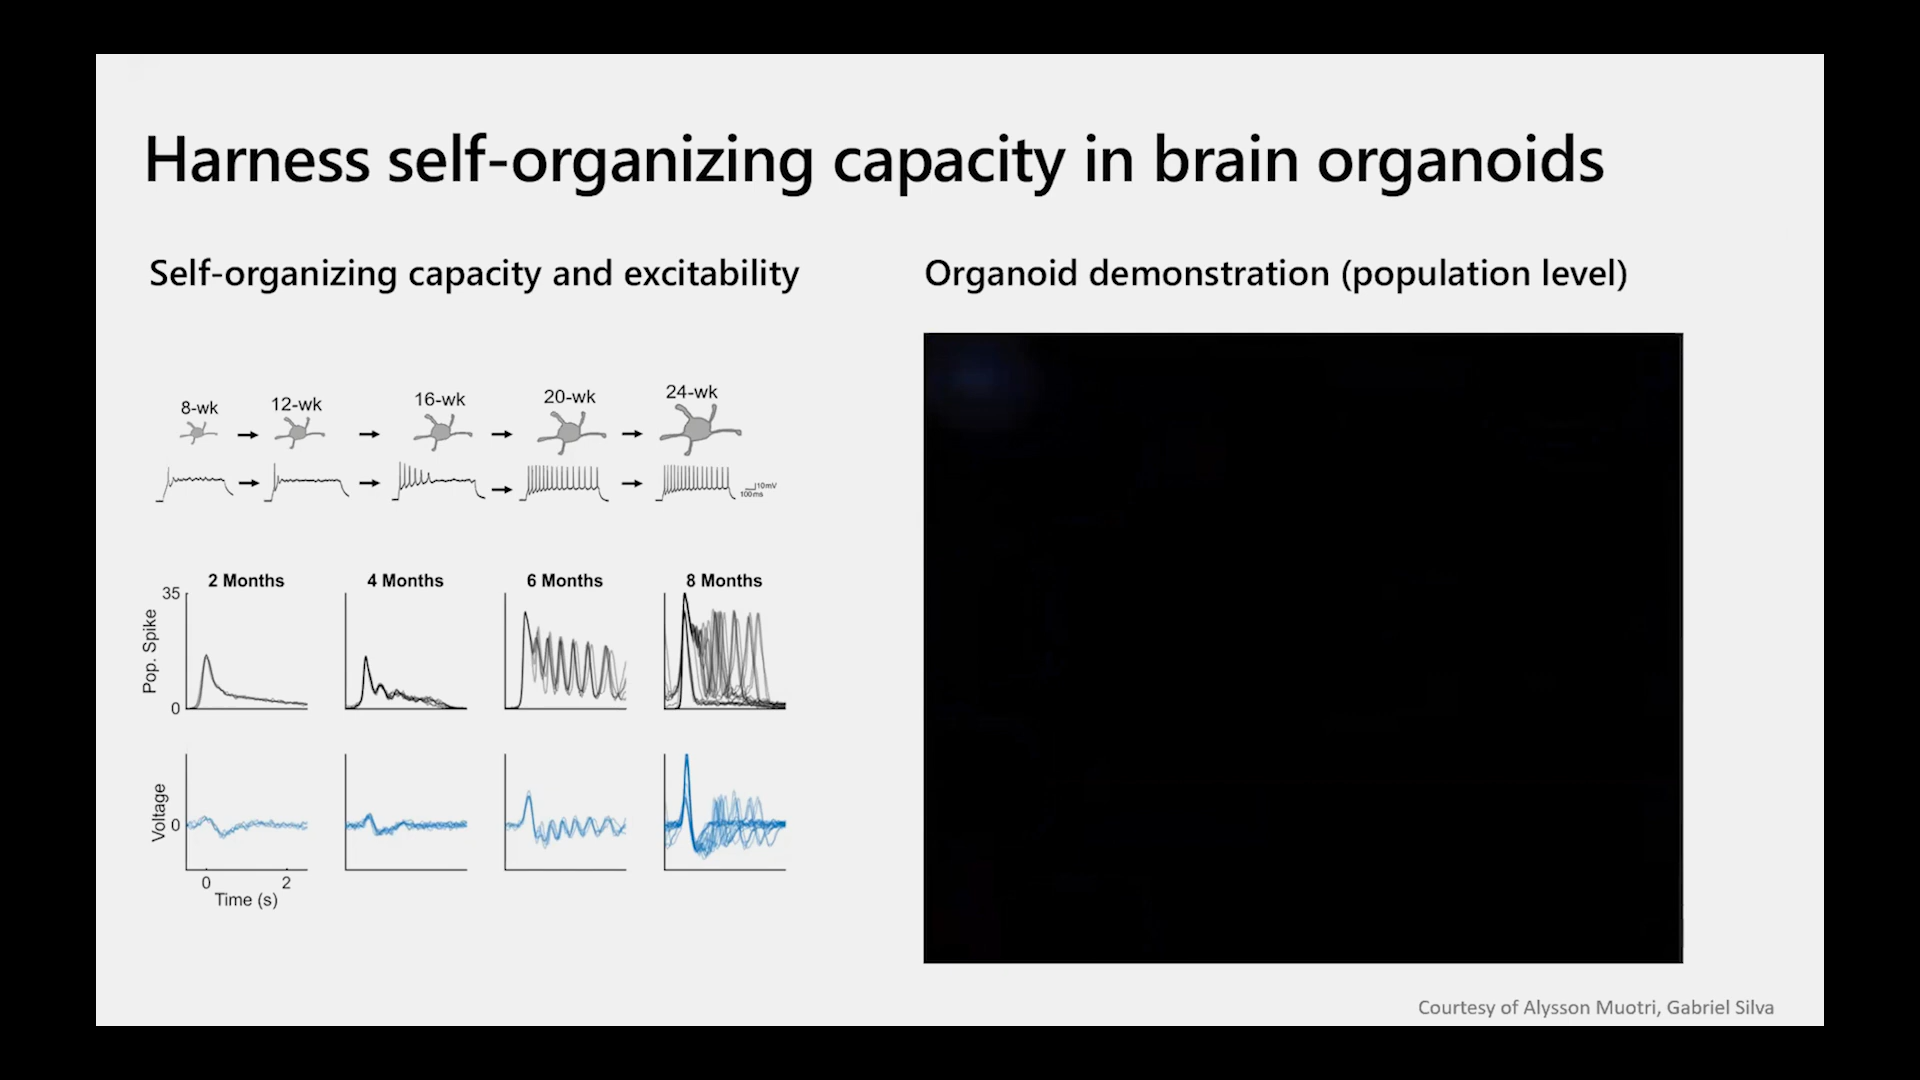 Harness self-organizing capacity in brain organoids
Self-organizing capacity and excitability
Organoid demonstration (population level)
8-wk
12-wk
16-wk
20-wk
24-wk
10mV
100ms
2 Months
4 Months
6 Months
8 Months
35
Pop. Spike
0
Voltage
0
0
2
Time (s)
Courtesy of Alysson Muotri, Gabriel Silva